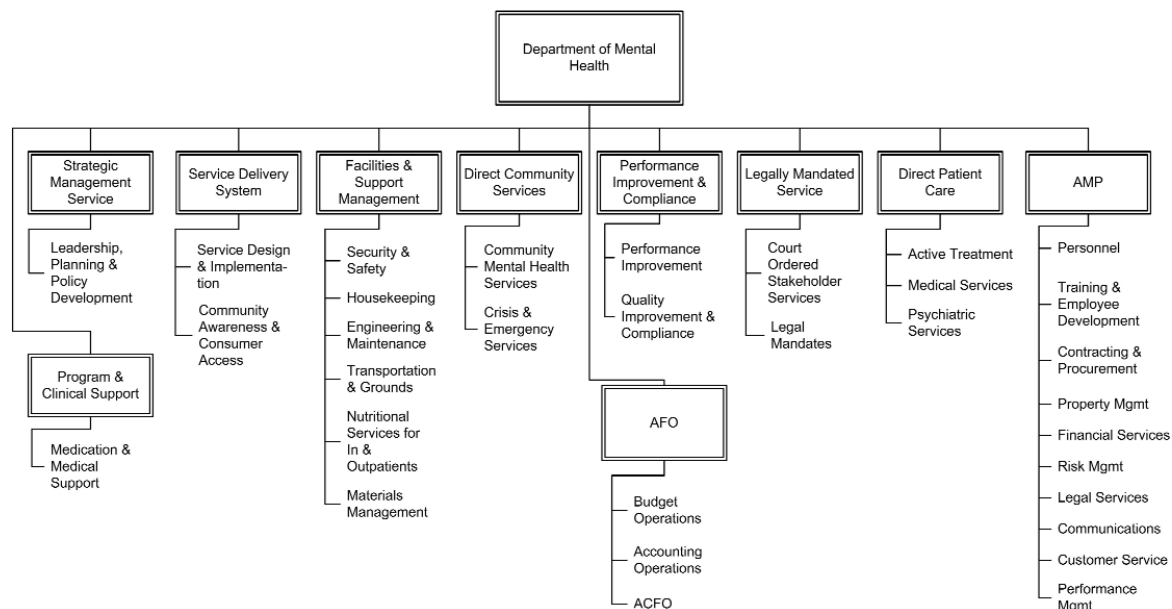 Department of Mental
Health
Strategic
Management
Service
Leadership,
Planning &
Policy
Development
Program &
Clinical Support
Medication &
Medical
Support
Service Delivery
System
Service Design
& Implementa-
tion
Community
Awareness &
Consumer
Access
Facilities &
Support
Management
Security &
Safety
Housekeeping
Engineering &
Maintenance
Transportation
& Grounds
Nutritional
Services for
In &
Outpatients
Materials
Management
Direct Community
Services
Community
Mental Health
Services
Crisis &
Emergency
Services
Performance
Improvement &
Compliance
Performance
Improvement
Quality
Improvement &
Compliance
AFO
Budget
Operations
Accounting
Operations
ACFO
Legally Mandated
Service
Court
Ordered
Stakeholder
Services
Legal
Mandates
Direct Patient
Care
Active Treatment
Medical Services
Psychiatric
Services
AMP
Personnel
Training &
Employee
Development
Contracting &
Procurement
Property Mgmt
Financial Services
Risk Mgmt
Legal Services
Communications
Customer Service
Performance
Mgmt